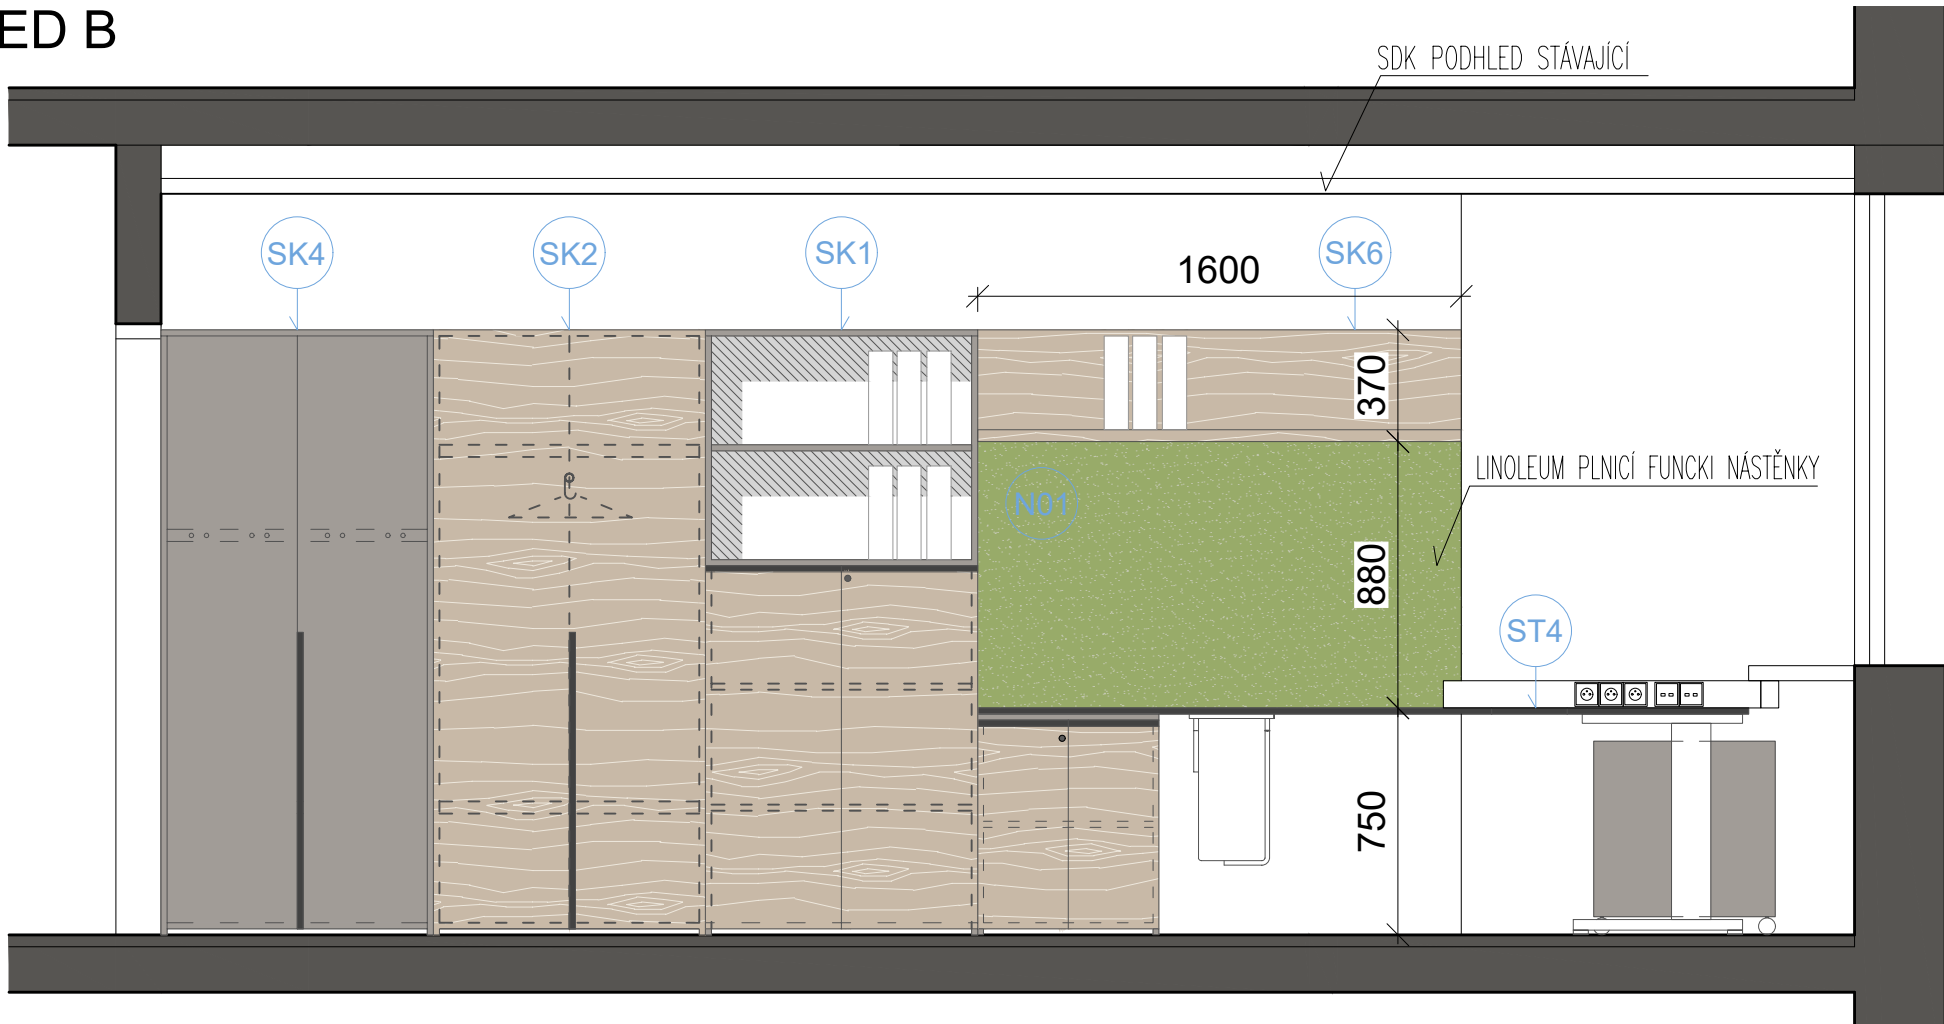 ED B
SDK PODHLED STÁVAJÍCÍ
SK4
SK2
SK1
SK6
1600
370
N01
LINOLEUM PLNICÍ FUNCKI NÁSTĚNKY
880
ST4
750